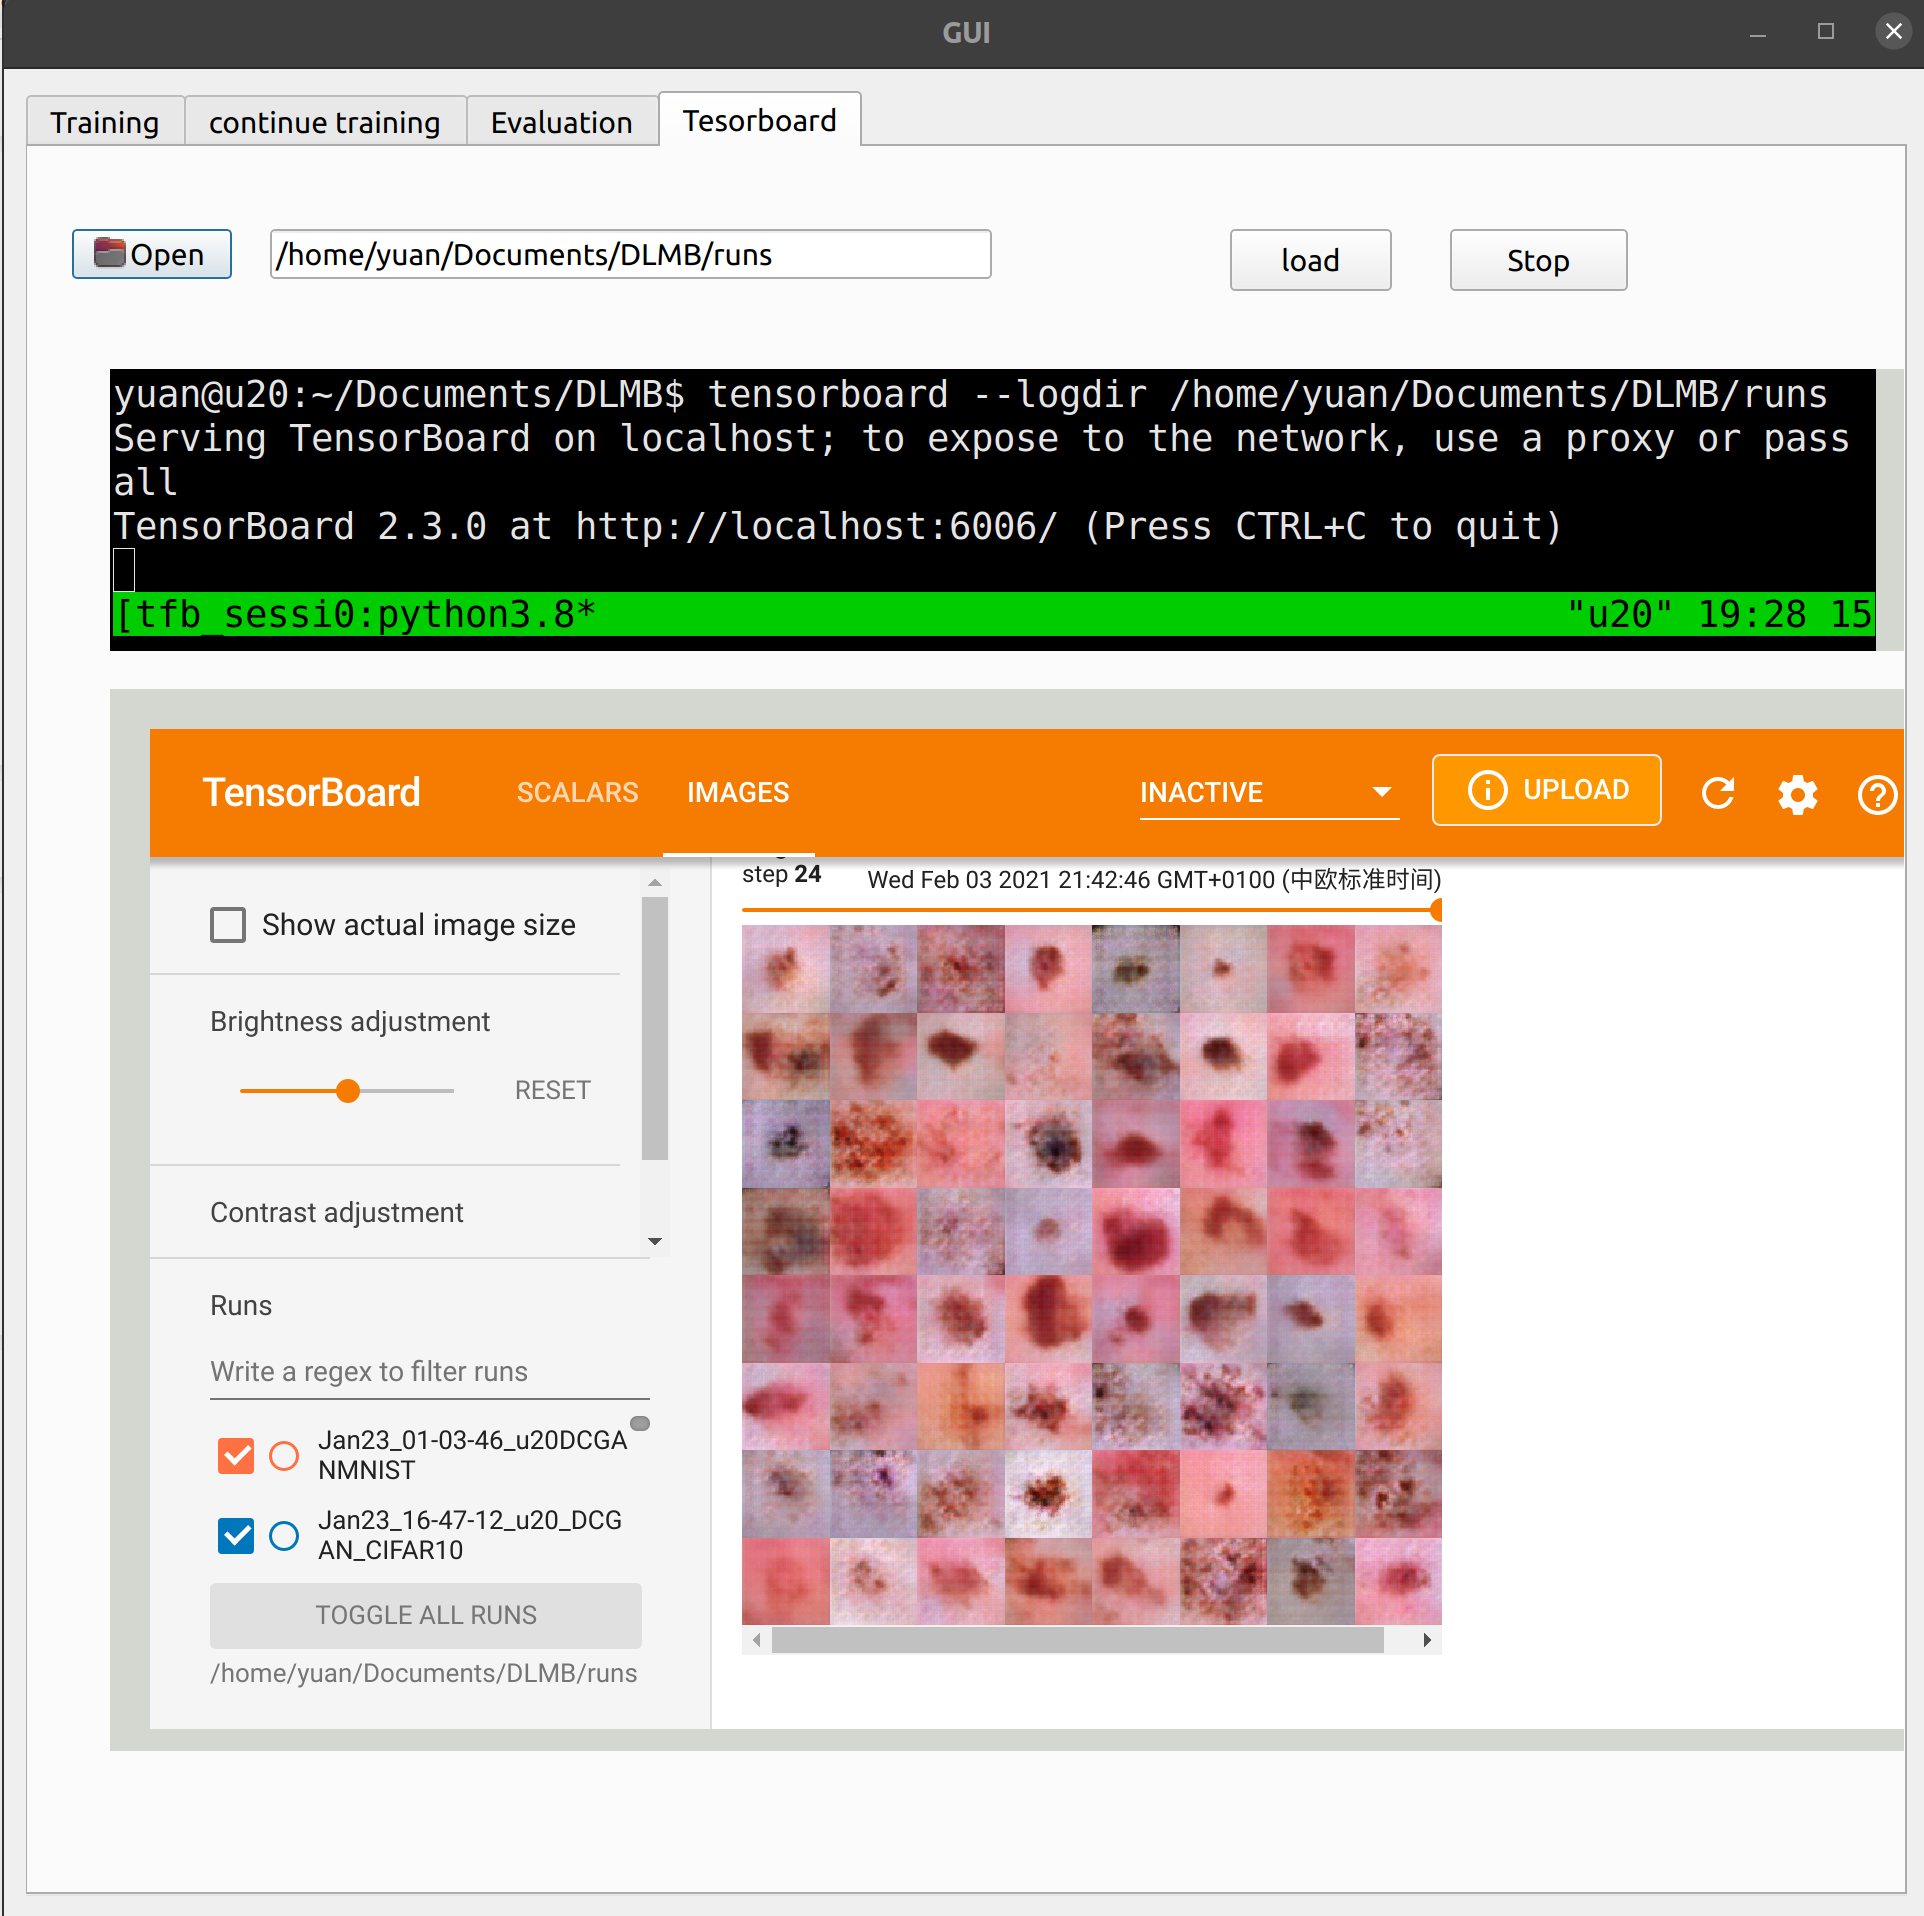 GUI
Training
continue training
Evaluation
Tesorboard
Open
/home/yuan/Documents/DLMB/runs
load
Stop
yuan@u20:~/Documents/DLMB$ tensorboard --logdir /home/yuan/Documents/DLMB/runs
Serving TensorBoard on localhost; to expose to the network, use a proxy or pass
all
TensorBoard 2.3.0 at http://localhost:6006/ (Press CTRL+C to quit)
[tfb_sessi0:python3.8* "u20" 19:28 15
TensorBoard
SCALARS
IMAGES
INACTIVE
UPLOAD
Show actual image size
Brightness adjustment
RESET
Contrast adjustment
Runs
Write a regex to filter runs
Jan23_01-03-46_u20DCGA
NMNIST
Jan23_16-47-12_u20_DCG
AN_CIFAR10
TOGGLE ALL RUNS
/home/yuan/Documents/DLMB/runs
step 24
Wed Feb 03 2021 21:42:46 GMT+0100 (中欧标准时间)